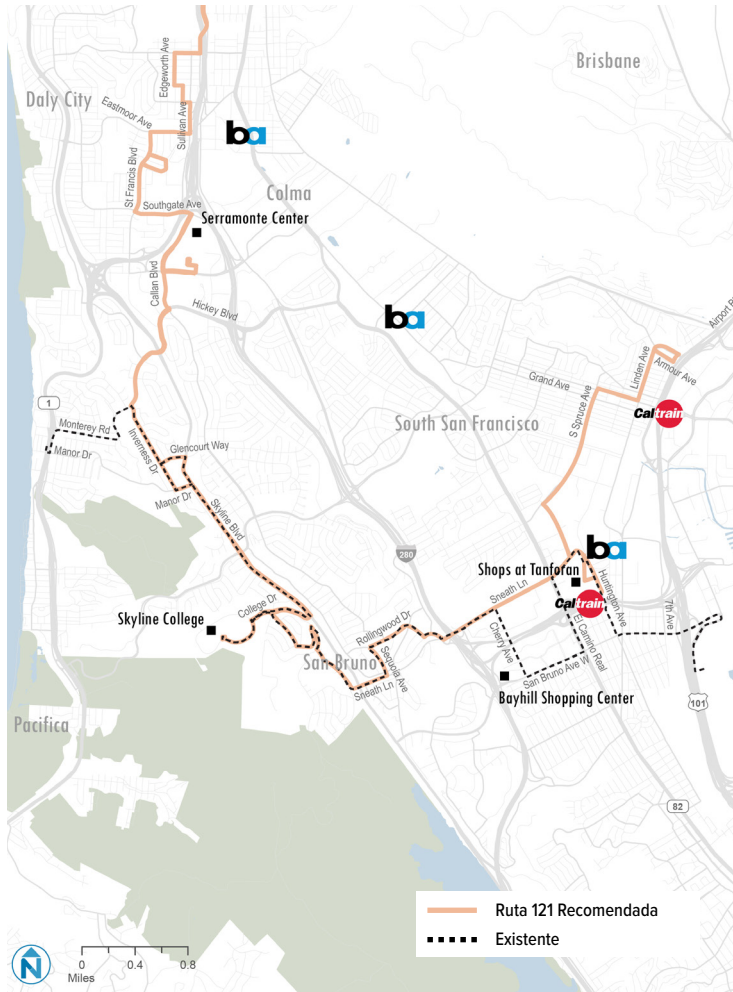 Brisbane
Edgeworth Ave
Daly City
Eastmoor Ave
Sullivan Ave
ba
St Francis Blvd
Colma
Southgate Ave
Serramonte Center
Callan Blvd
Hickey Blvd
ba
Airport
Linden Ave
Armour Ave
Grand Ave
S Spruce Ave
1
Caltrain
South San Francisco
Monterey Rd
Manor Dr
Inverness Dr
Glencourt Way
Manor Dr
Skyline Blvd
280
ba
Shops at Tanforan
Sneath Ln
Huntington Ave
Caltrain
7th Ave
College Dr
Skyline College
Rollingwood Dr
Cherry Ave
El Camino Real
San Bruno
Sequoia Ave
San Bruno Ave W
Sneath Ln
Bayhill Shopping Center
101
Pacifica
82
Ruta 121 Recomendada
Existente
N
0 0.4 0.8
Miles